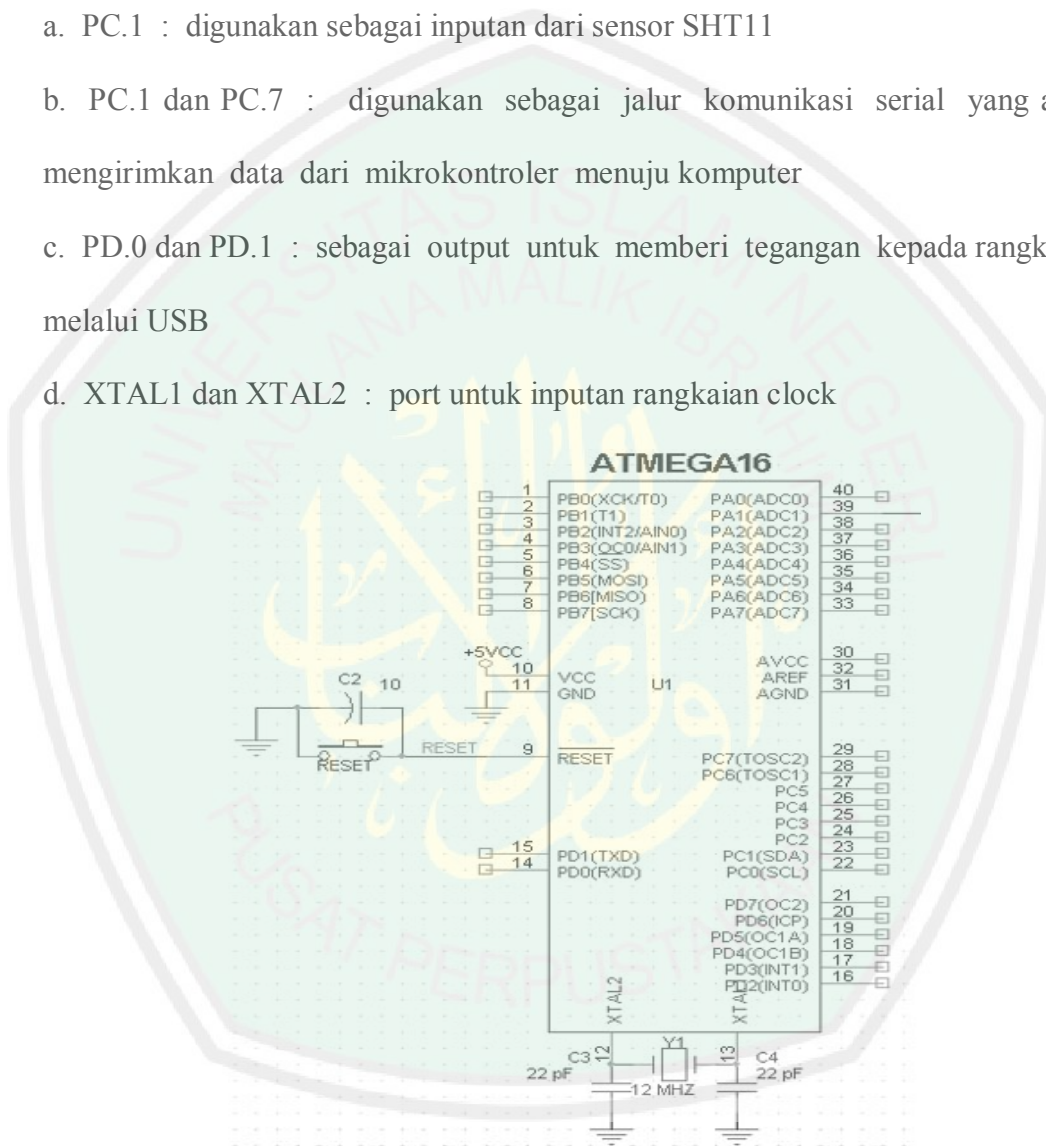 a. PC.1 : digunakan sebagai inputan dari sensor SHT11
b. PC.1 dan PC.7 : digunakan sebagai jalur komunikasi serial yang a
mengirimkan data dari mikrokontroler menuju komputer
c. PD.0 dan PD.1 : sebagai output untuk memberi tegangan kepada rangk
melalui USB
d. XTAL1 dan XTAL2 : port untuk inputan rangkaian clock
UNIVERSITAS ISLAM NEGERI
MAULANA MALIK IBRAHIM
PUSAT PERPUSTAKAAN
ATMEGA16
1 PB0(XCK/T0) PA0(ADC0) 40
2 PB1(T1) PA1(ADC1) 39
3 PB2(INT2/AIN0) PA2(ADC2) 38
4 PB3(OC0/AIN1) PA3(ADC3) 37
5 PB4(SS) PA4(ADC4) 36
6 PB5(MOSI) PA5(ADC5) 35
7 PB6[MISO) PA6(ADC6) 34
8 PB7[SCK) PA7(ADC7) 33
+5VCC
10 VCC AVCC 30
11 GND U1 AREF 32
AGND 31
C2 10
RESET
RESET 9 RESET
PC7(TOSC2) 29
PC6(TOSC1) 28
PC5 27
PC4 26
PC3 25
PC2 24
15 PD1(TXD) PC1(SDA) 23
14 PD0(RXD) PC0(SCL) 22
PD7(OC2) 21
PD6(ICP) 20
PD5(OC1A) 19
PD4(OC1B) 18
PD3(INT1) 17
PD2(INT0) 16
XTAL2
C3 12 Y1 13 C4
22 pF 12 MHZ 22 pF